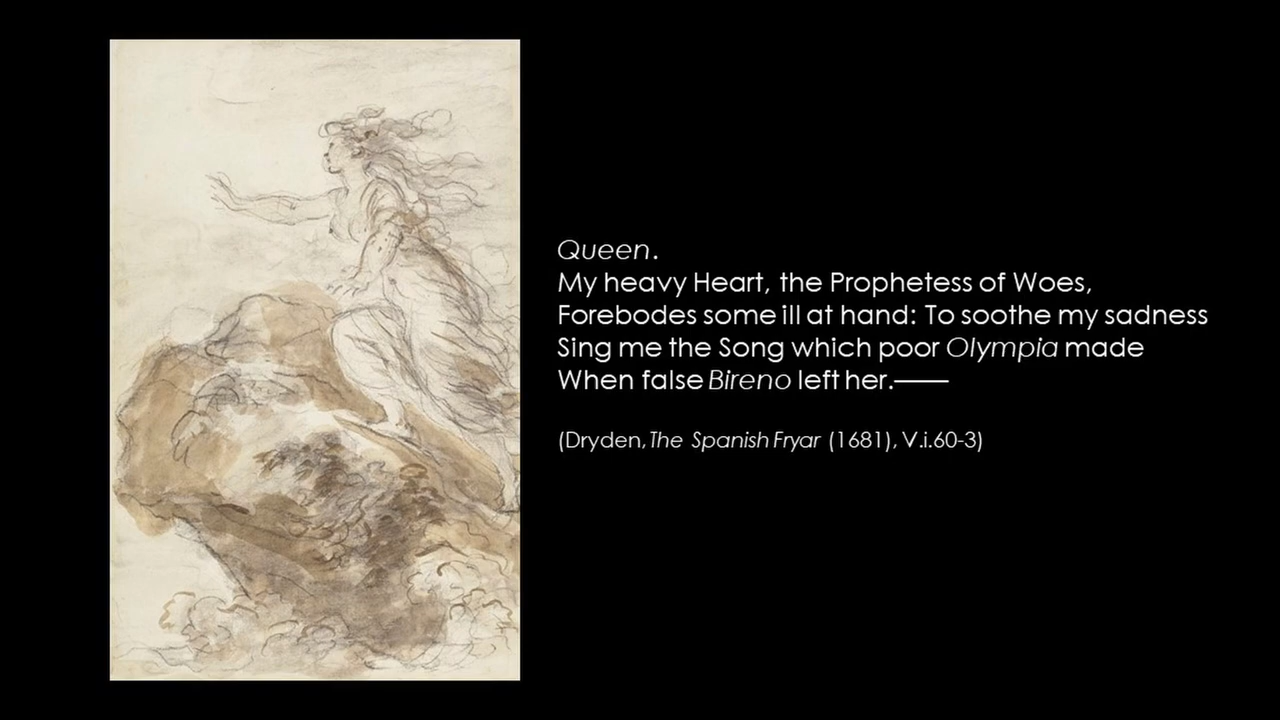 Queen.
My heavy Heart, the Prophetess of Woes,
Forebodes some ill at hand: To soothe my sadness
Sing me the Song which poor Olympia made
When false Bireno left her.——
(Dryden, The Spanish Fryar (1681), V.i.60-3)